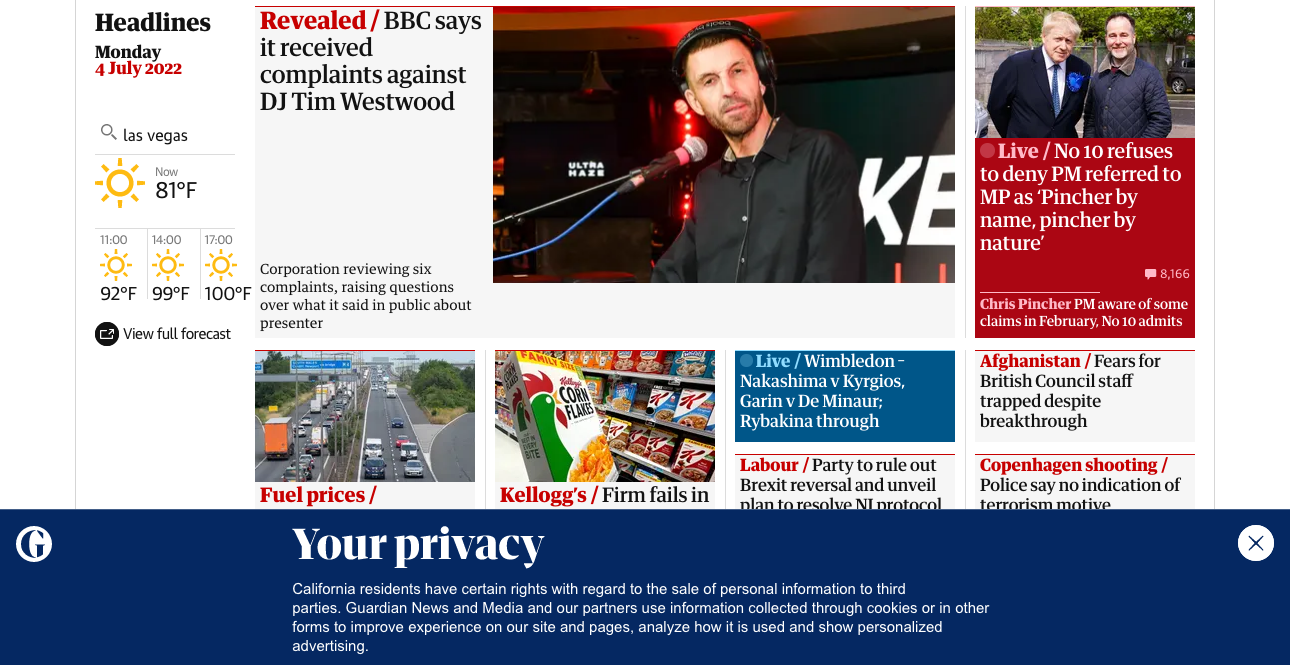 Headlines
Monday
4 July 2022
las vegas
Now
81°F
11:00
92°F
14:00
99°F
17:00
100°F
View full forecast
Revealed / BBC says
it received
complaints against
DJ Tim Westwood
Corporation reviewing six
complaints, raising questions
over what it said in public about
presenter
ULTRA
HAZE
KE
Live / No 10 refuses
to deny PM referred to
MP as ‘Pincher by
name, pincher by
nature’
8,166
Chris Pincher PM aware of some
claims in February, No 10 admits
Fuel prices /
FAMILY SIZE
Kellogg's
CORN
FLAKES
Kellogg’s / Firm fails in
Live / Wimbledon –
Nakashima v Kyrgios,
Garin v De Minaur;
Rybakina through
Labour / Party to rule out
Brexit reversal and unveil
plan to resolve NI protocol
Afghanistan / Fears for
British Council staff
trapped despite
breakthrough
Copenhagen shooting /
Police say no indication of
terrorism motive
Your privacy
California residents have certain rights with regard to the sale of personal information to third
parties. Guardian News and Media and our partners use information collected through cookies or in other
forms to improve experience on our site and pages, analyze how it is used and show personalized
advertising.